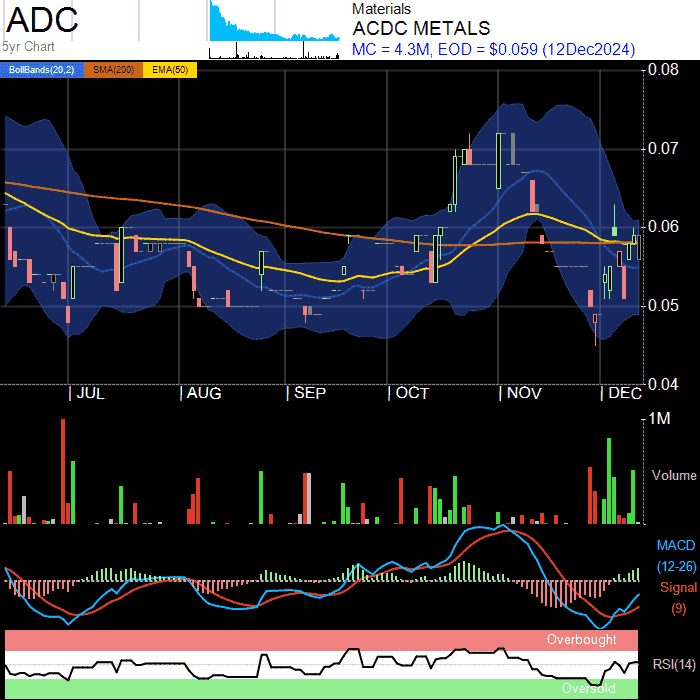 ADC
5yr Chart
Materials
ACDC METALS
MC = 4.3M, EOD = $0.059 (12Dec2024)
BollBands(20,2) SMA(200) EMA(50)
0.08
0.07
0.06
0.05
0.04
JUL AUG SEP OCT NOV DEC
1M
Volume
MACD
(12-26)
Signal
(9)
Overbought
RSI(14)
Oversold